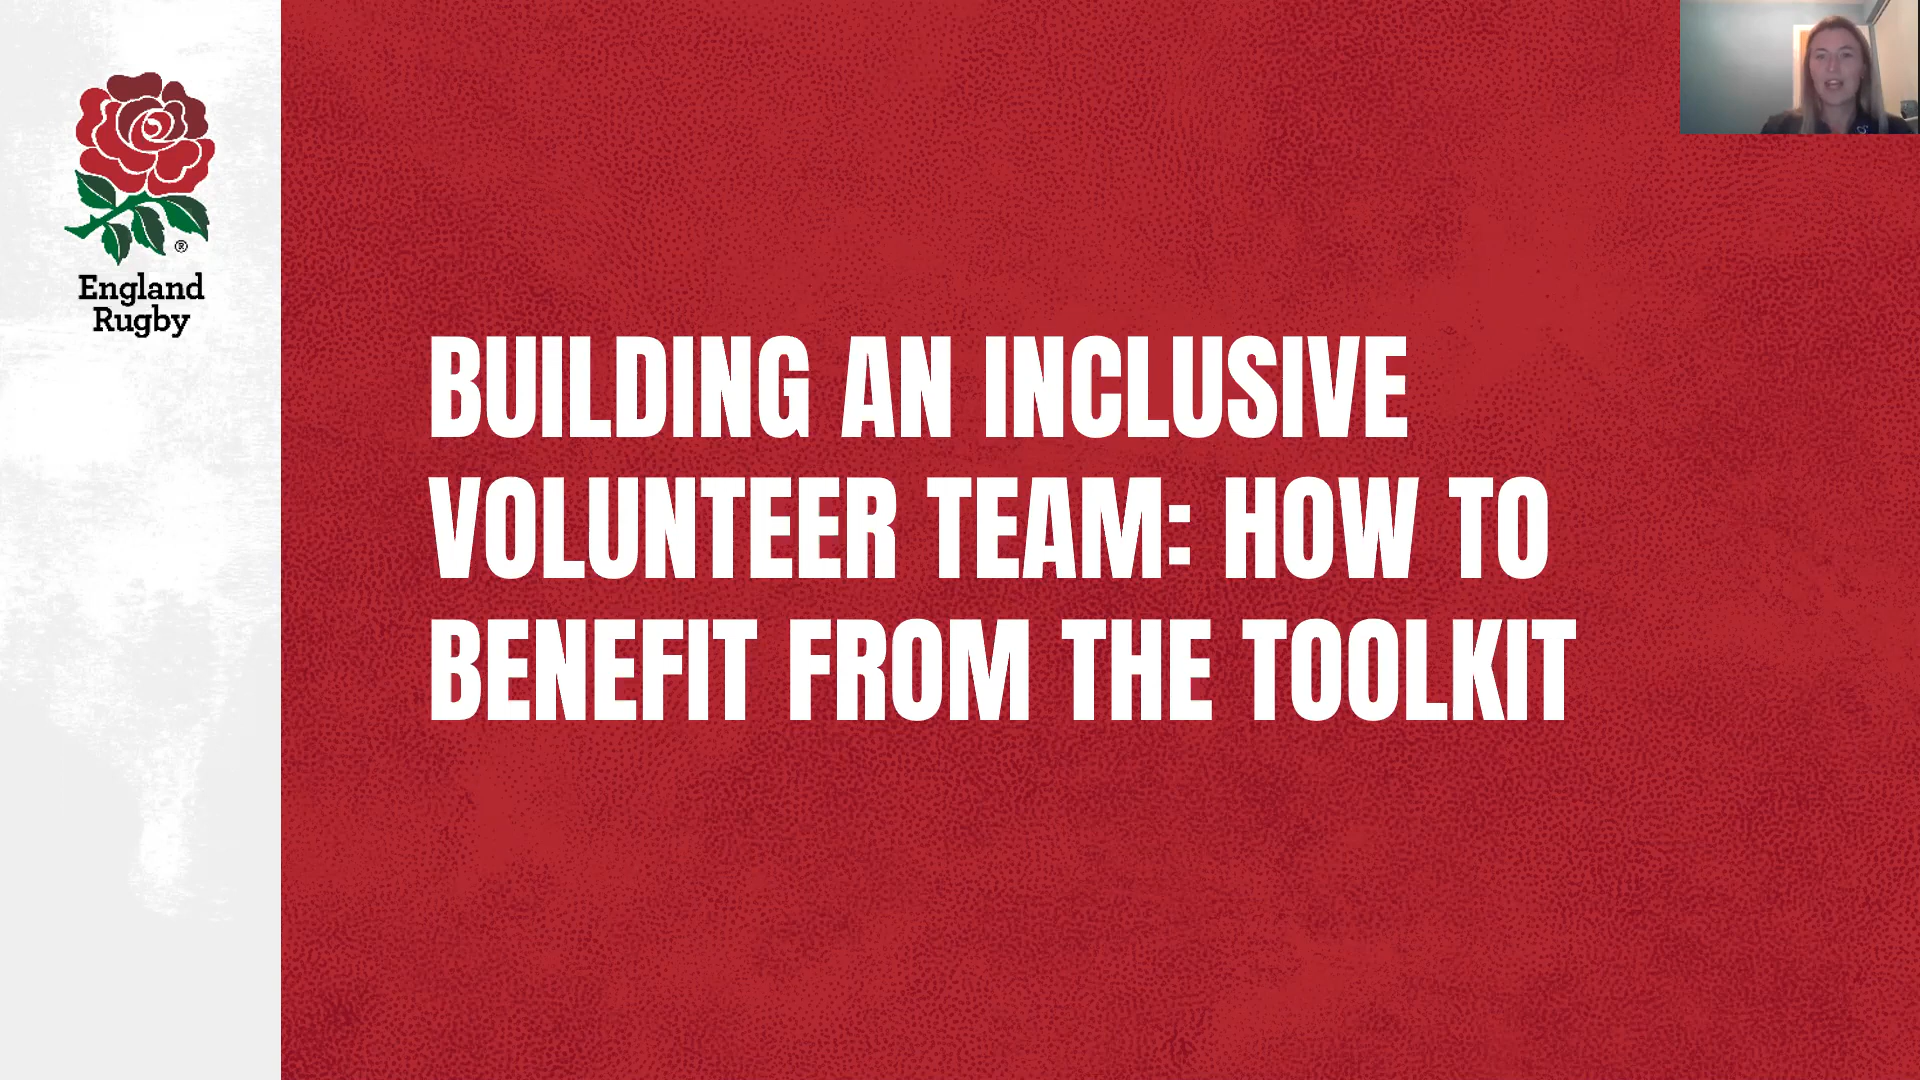 England
Rugby
®
BUILDING AN INCLUSIVE
VOLUNTEER TEAM: HOW TO
BENEFIT FROM THE TOOLKIT